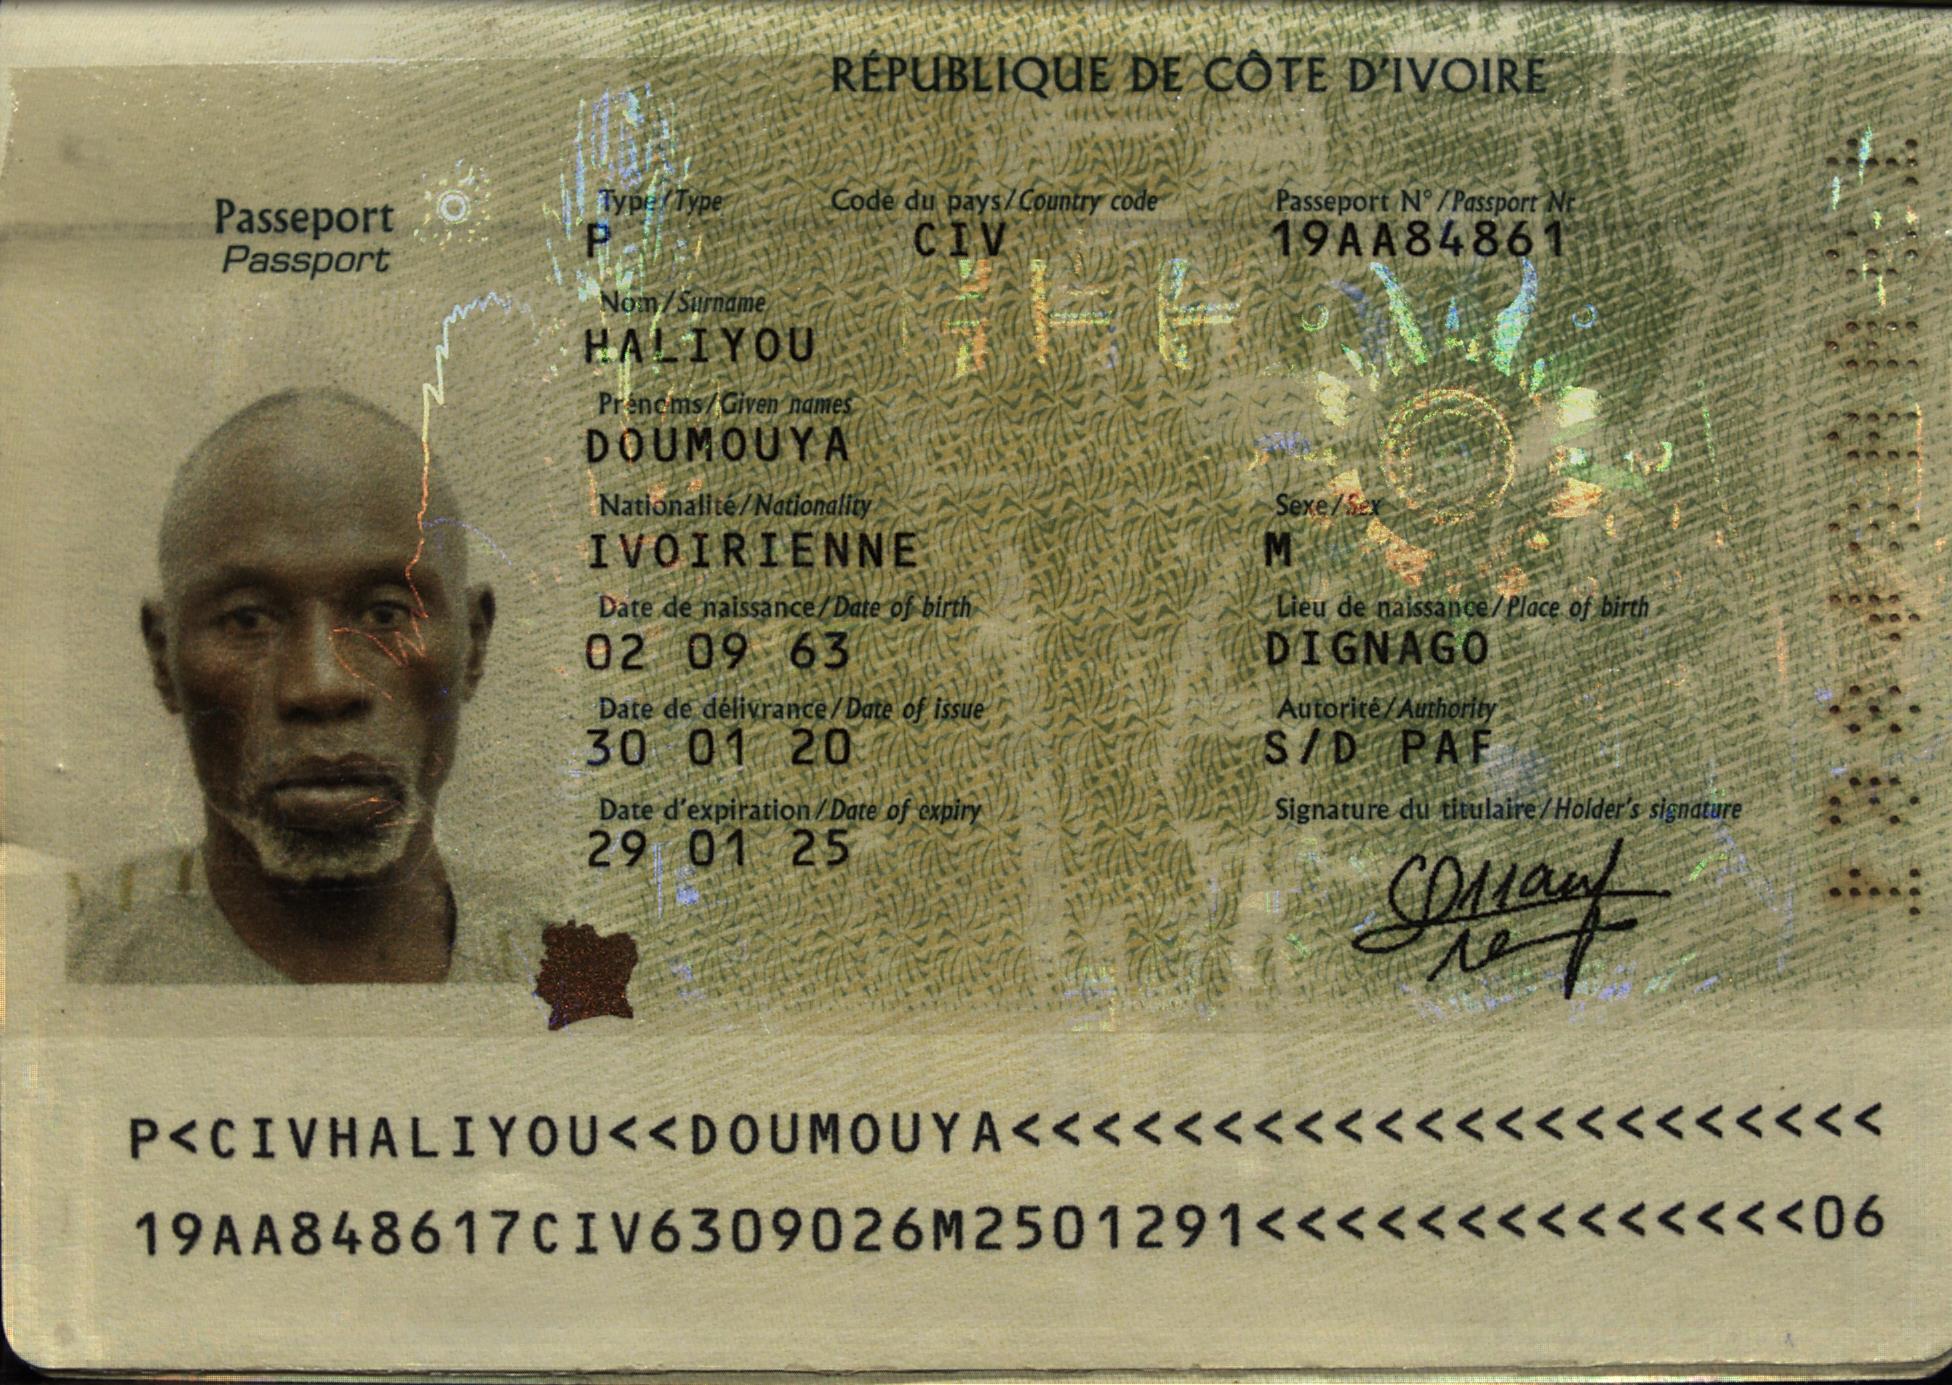 RÉPUBLIQUE DE CÔTE D'IVOIRE
Passeport
Passport
Type/Type Code du pays/Country code Passeport N°/Passport Nr
P CIV 19AA84861
Nom/Surname
HALIYOU
Prénoms/Given names
DOUMOUYA
Nationalité/Nationality Sexe/Sex
IVOIRIENNE M
Date de naissance/Date of birth Lieu de naissance/Place of birth
02 09 63 DIGNAGO
Date de délivrance/Date of issue Autorité/Authority
30 01 20 S/D PAF
Date d'expiration/Date of expiry Signature du titulaire/Holder's signature
29 01 25
P<CIVHALIYOU<<DOUMOUYA<<<<<<<<<<<<<<<<<<<<<<
19AA848617CIV6309026M2501291<<<<<<<<<<<<<<06